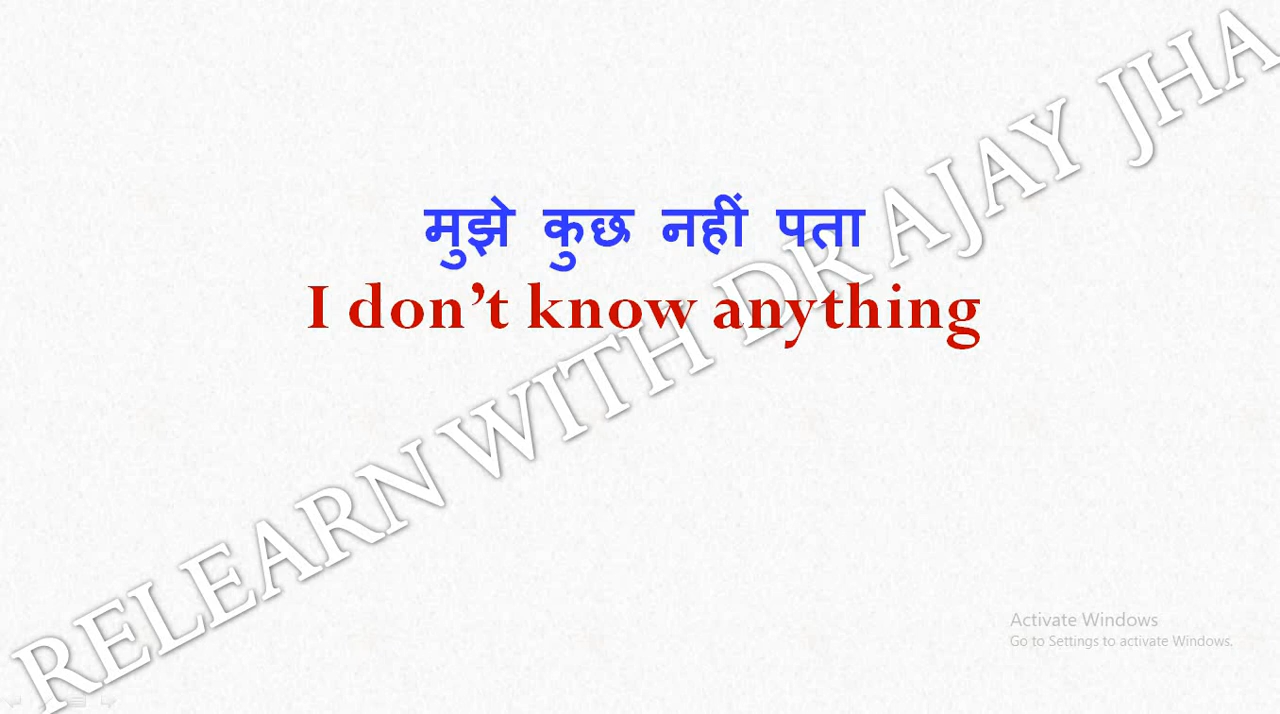 मुझे कुछ नहीं पता
I don't know anything
RELEARN WITH DR AJAY JHA
Activate Windows
Go to Settings to activate Windows.